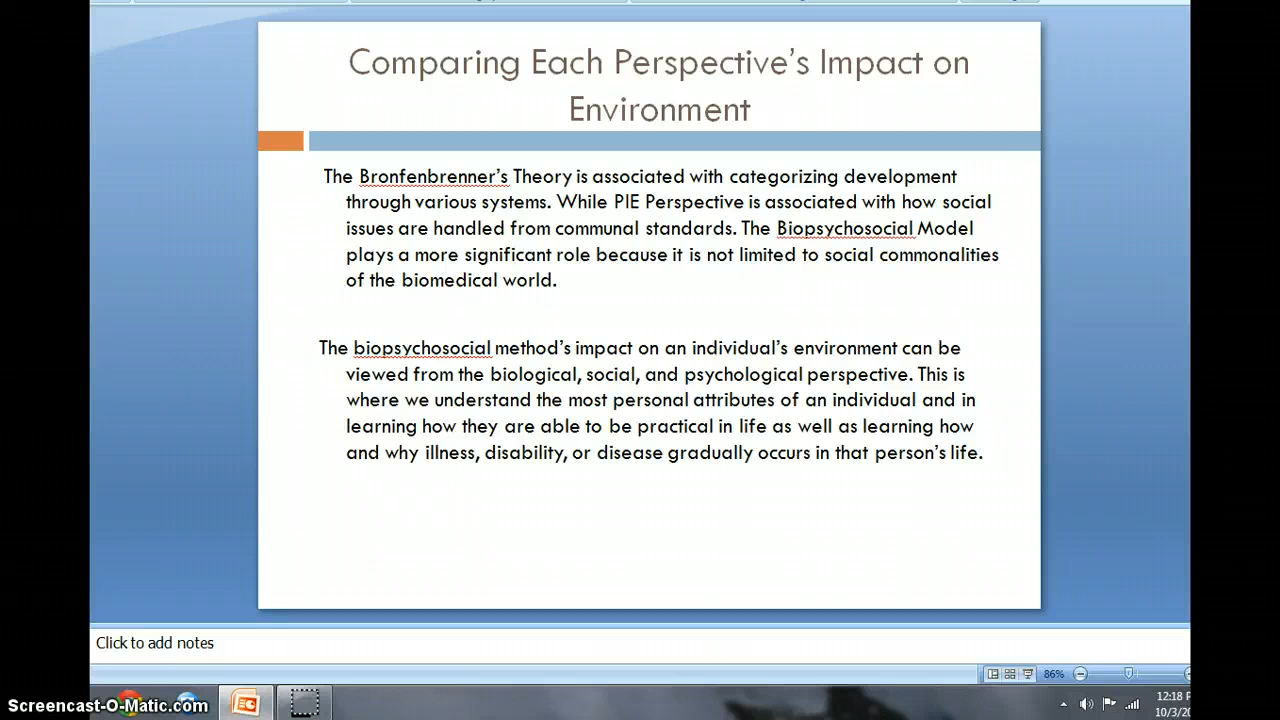 Comparing Each Perspective's Impact on
Environment
The Bronfenbrenner's Theory is associated with categorizing development
through various systems. While PIE Perspective is associated with how social
issues are handled from communal standards. The Biopsychosocial Model
plays a more significant role because it is not limited to social commonalities
of the biomedical world.
The biopsychosocial method's impact on an individual's environment can be
viewed from the biological, social, and psychological perspective. This is
where we understand the most personal attributes of an individual and in
learning how they are able to be practical in life as well as learning how
and why illness, disability, or disease gradually occurs in that person's life.
Click to add notes
86%
12:18 P
10/3/20
Screencast-O-Matic.com